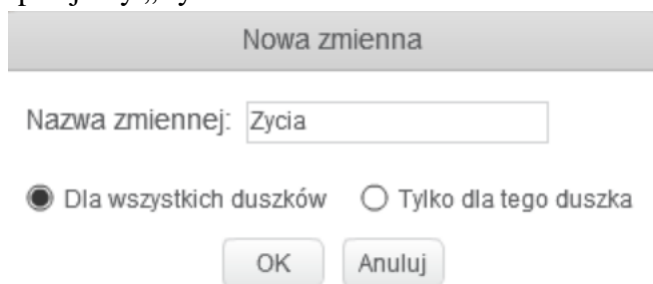 Nowa zmienna
Nazwa zmiennej: Zycia
Dla wszystkich duszków Tylko dla tego duszka
OK Anuluj